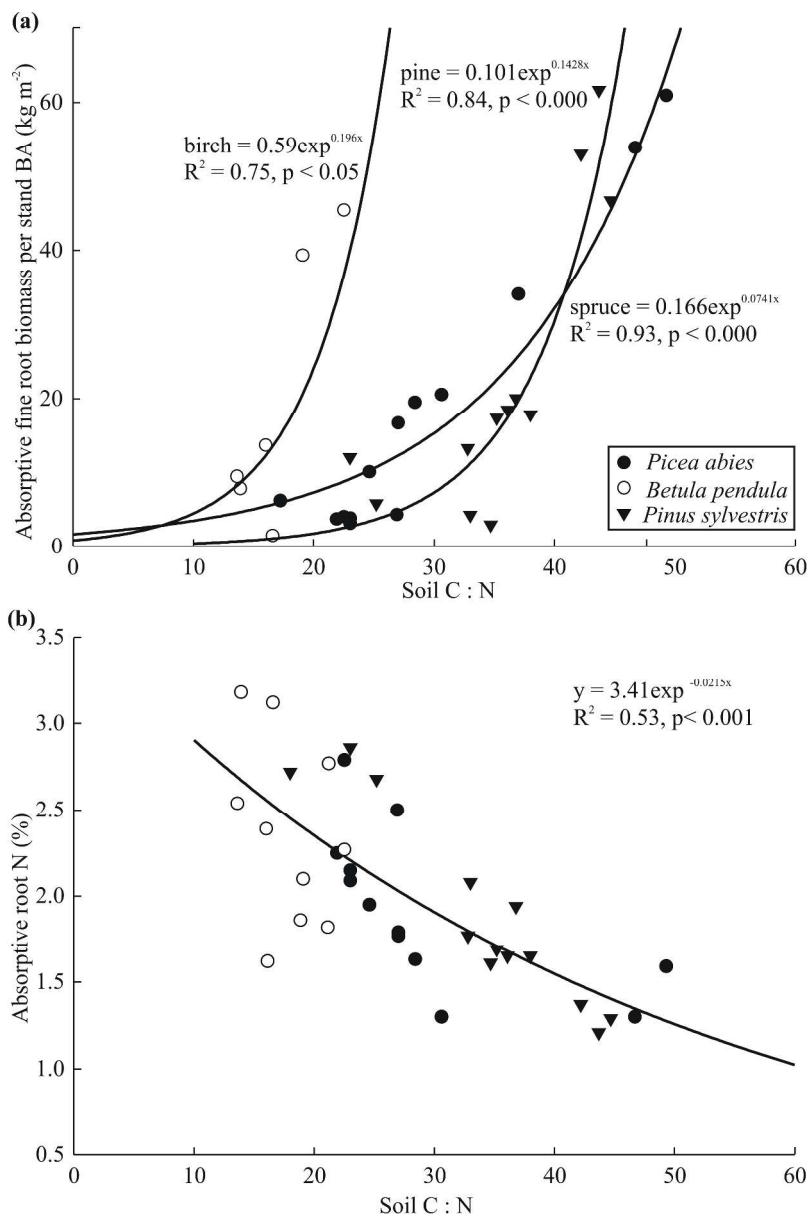 (a)
Absorptive fine root biomass per stand BA (kg m⁻²)
60
40
20
0
pine = 0.101exp^0.1428x
R² = 0.84, p < 0.000
birch = 0.59exp^0.196x
R² = 0.75, p < 0.05
spruce = 0.166exp^0.0741x
R² = 0.93, p < 0.000
Picea abies
Betula pendula
Pinus sylvestris
0 10 20 30 40 50 60
Soil C : N
(b)
Absorptive root N (%)
3.5
3.0
2.5
2.0
1.5
1.0
0.5
y = 3.41exp ^-0.0215x
R² = 0.53, p< 0.001
0 10 20 30 40 50 60
Soil C : N